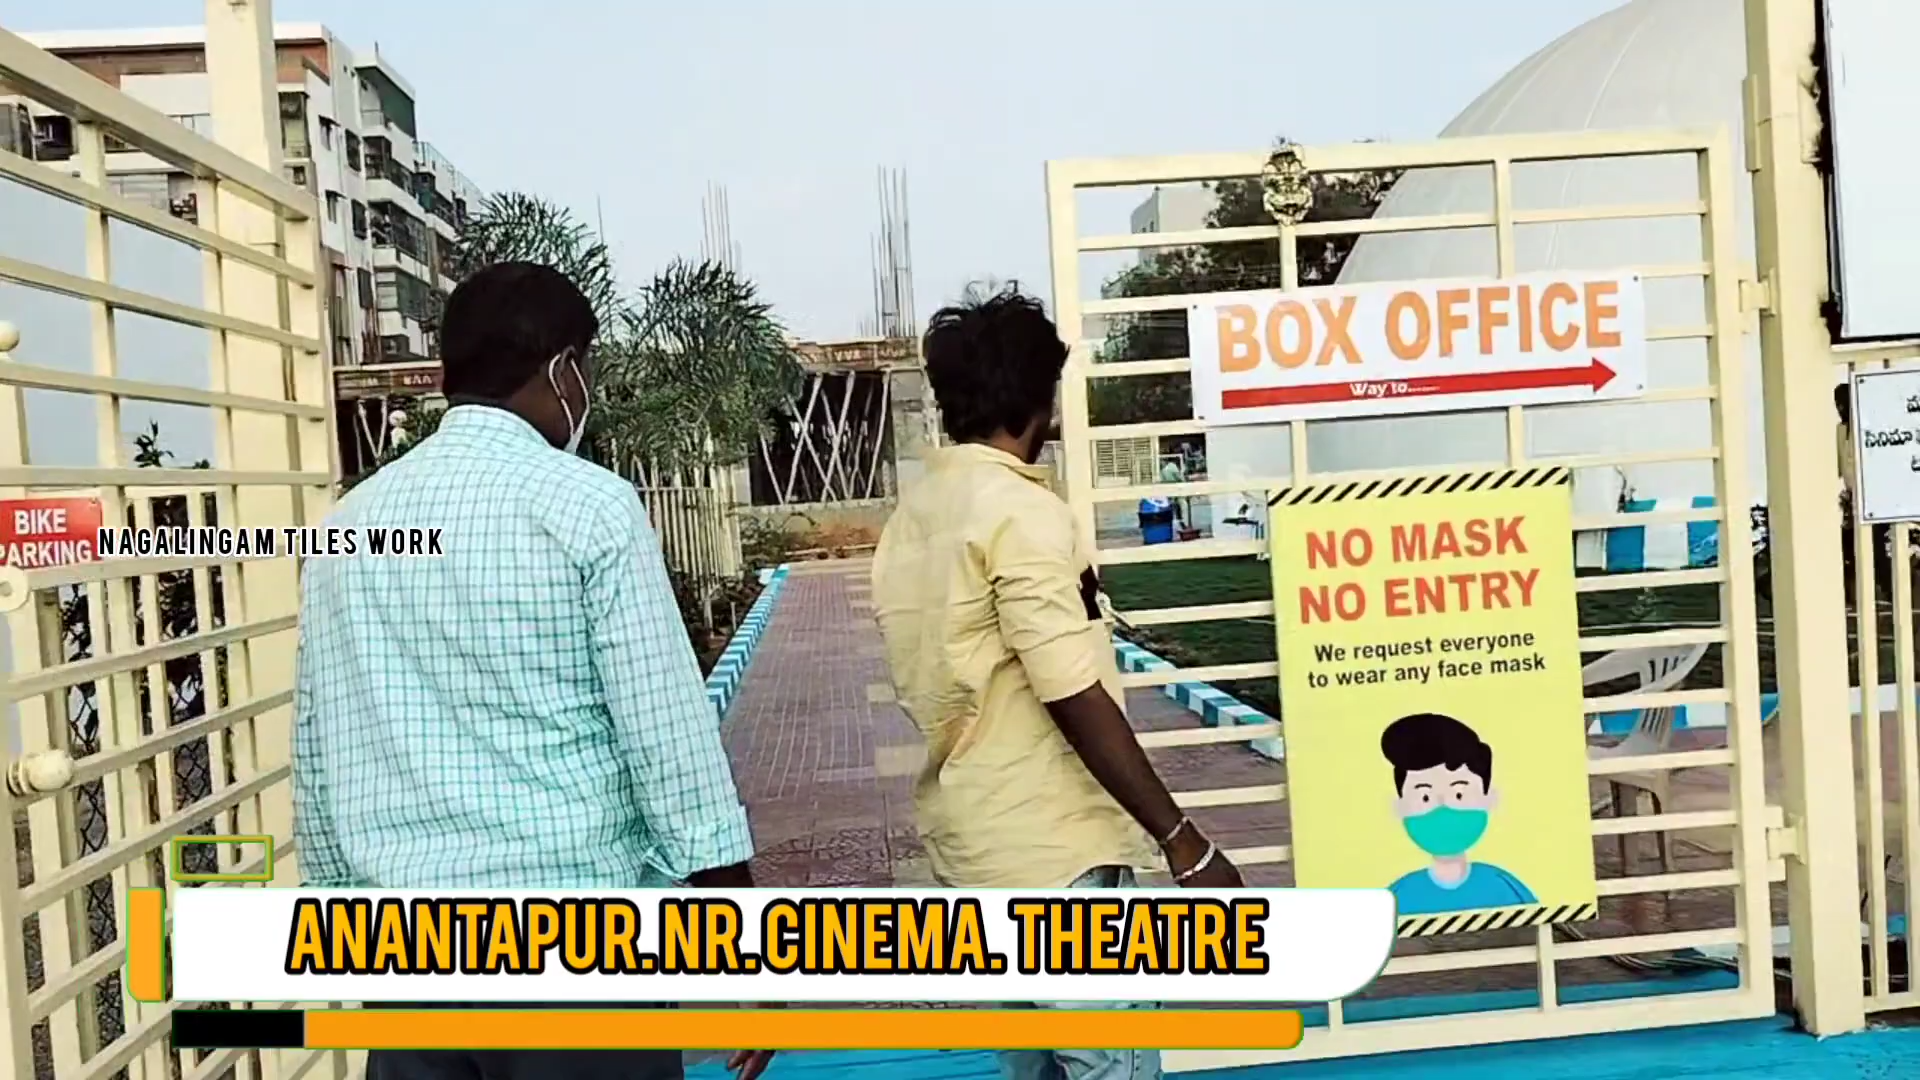 BOX OFFICE
Way to........
BIKE
PARKING
NAGALINGAM TILES WORK
NO MASK
NO ENTRY
We request everyone
to wear any face mask
సినిమా
ANANTAPUR.NR.CINEMA. THEATRE